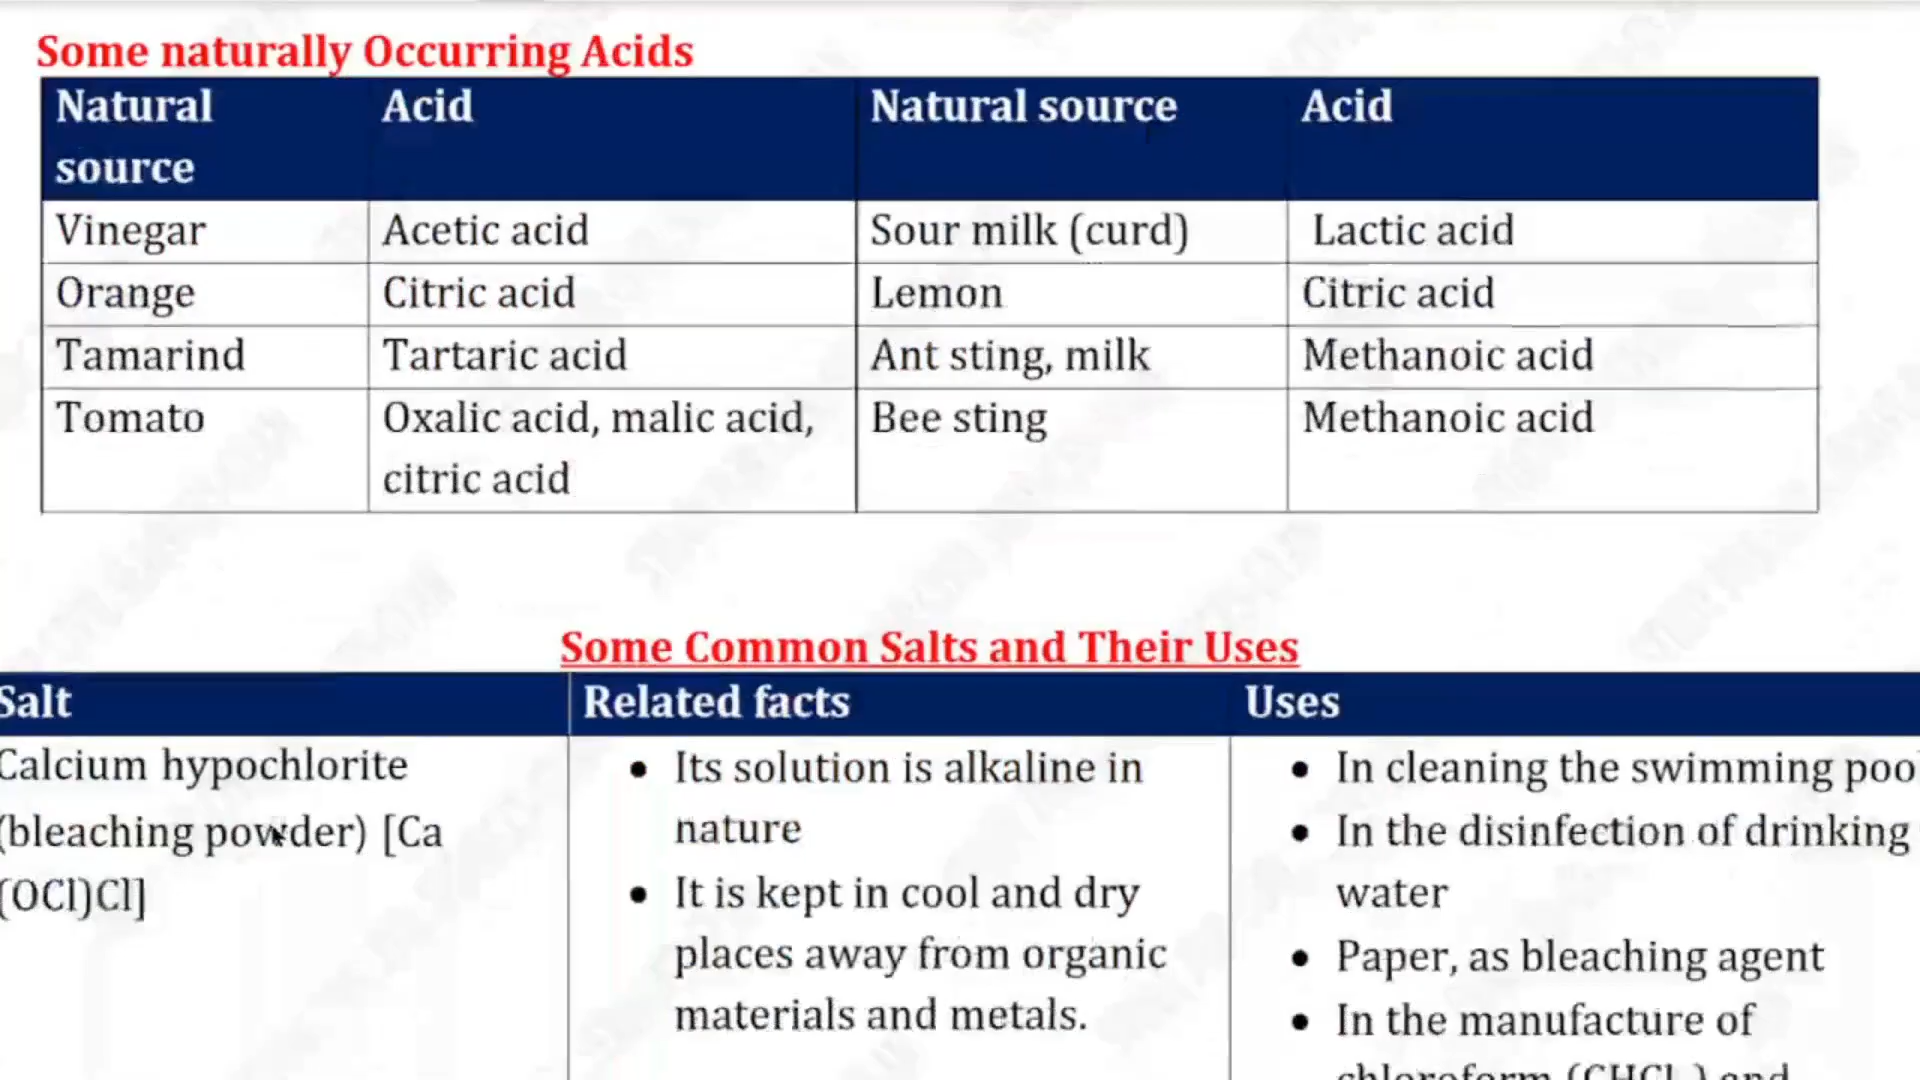 Some naturally Occurring Acids
Natural source | Acid | Natural source | Acid
Vinegar | Acetic acid | Sour milk (curd) | Lactic acid
Orange | Citric acid | Lemon | Citric acid
Tamarind | Tartaric acid | Ant sting, milk | Methanoic acid
Tomato | Oxalic acid, malic acid, citric acid | Bee sting | Methanoic acid
Some Common Salts and Their Uses
Salt | Related facts | Uses
Calcium hypochlorite
(bleaching powder) [Ca
(OCl)Cl]
• Its solution is alkaline in
nature
• It is kept in cool and dry
places away from organic
materials and metals.
• In cleaning the swimming poo
• In the disinfection of drinking
water
• Paper, as bleaching agent
• In the manufacture of
chloroform (CHCl ) and